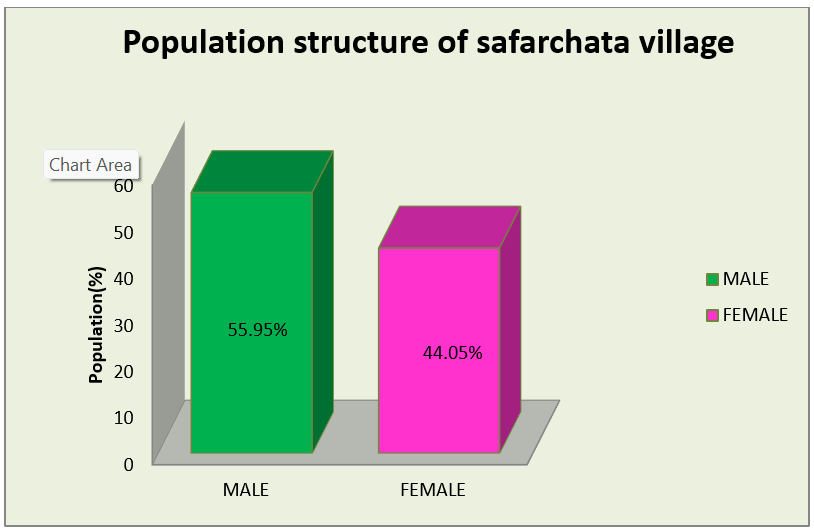 Population structure of safarchata village
Chart Area
60
50
40
30
20
10
0
Population(%)
55.95%
44.05%
MALE
FEMALE
MALE
FEMALE